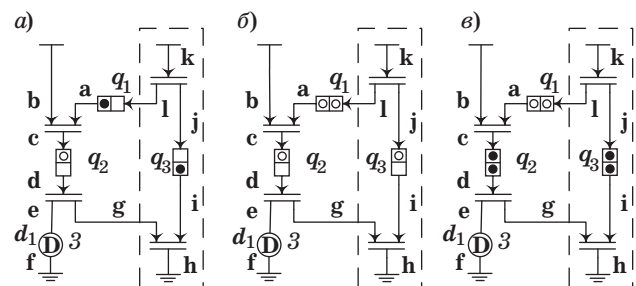 а) б) в)
k k k
a q1 a q1 a q1
b l j b l j b l j
c c c
q2 q3 q2 q3 q2 q3
d d d
e g i e g i e g i
d1 D 3 d1 D 3 d1 D 3
f h f h f h